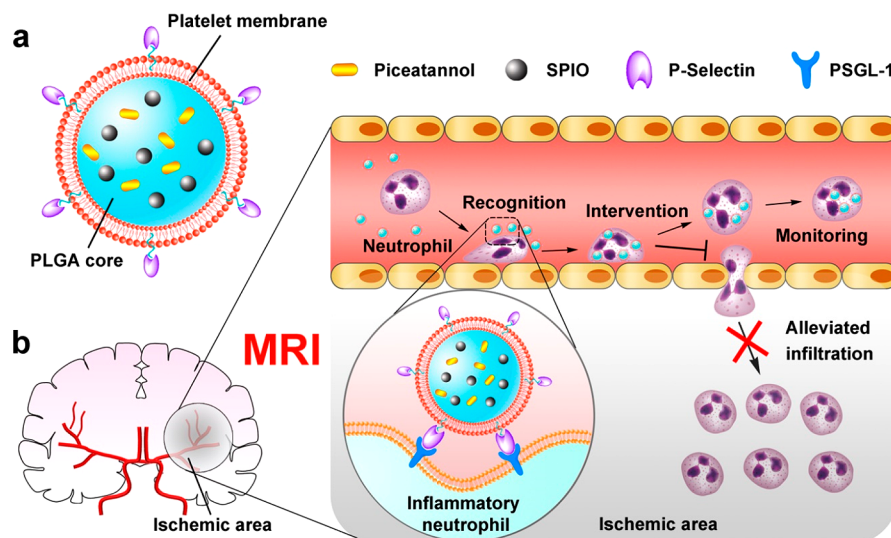 a
Platelet membrane
PLGA core
Piceatannol
SPIO
P-Selectin
PSGL-1
Recognition
Neutrophil
Intervention
Monitoring
Alleviated
infiltration
b
MRI
Ischemic area
Inflammatory
neutrophil
Ischemic area